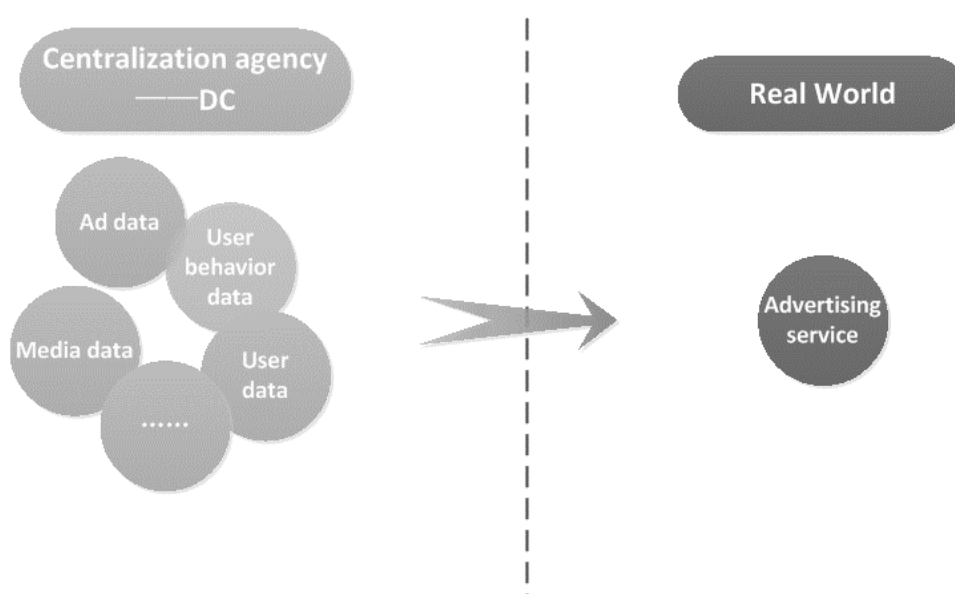 Centralization agency
——DC
Real World
Ad data
User
behavior
data
Media data
User
data
······
Advertising
service